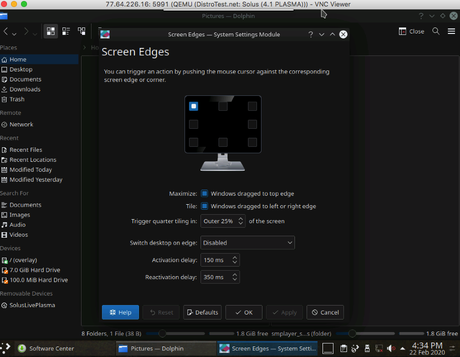 77.64.226.16: 5991 (QEMU (DistroTest.net: Solus (4.1 PLASMA))) - VNC Viewer
Pictures — Dolphin
Close
Screen Edges — System Settings Module
Places
Home
Desktop
Documents
Downloads
Trash
Remote
Network
Recent
Recent Files
Recent Locations
Modified Today
Modified Yesterday
Search For
Documents
Images
Audio
Videos
Devices
/ (overlay)
7.0 GiB Hard Drive
100.0 MiB Hard Drive
Removable Devices
SolusLivePlasma
Screen Edges
You can trigger an action by pushing the mouse cursor against the corresponding
screen edge or corner.
Maximize: Windows dragged to top edge
Tile: Windows dragged to left or right edge
Trigger quarter tiling in: Outer 25% of the screen
Switch desktop on edge: Disabled
Activation delay: 150 ms
Reactivation delay: 350 ms
Help Reset Defaults OK Apply Cancel
8 Folders, 1 File (38 B) 1.8 GiB free smplayer_s...s (folder) 1.8 GiB free
Software Center Pictures — Dolphin Screen Edges — System Setti... 4:34 PM
22 Feb 2020